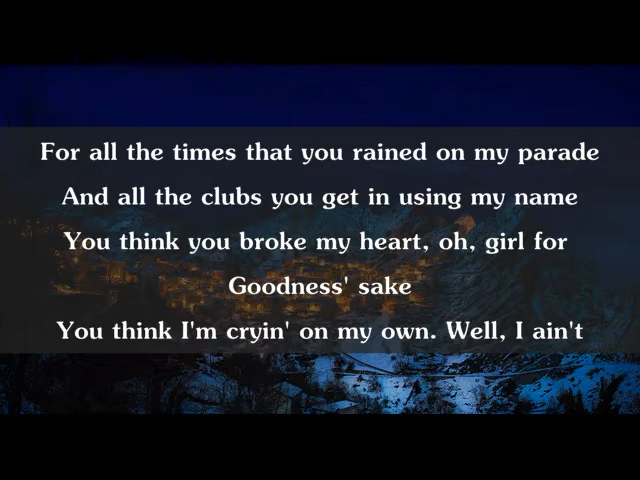 For all the times that you rained on my parade
And all the clubs you get in using my name
You think you broke my heart, oh, girl for
Goodness' sake
You think I'm cryin' on my own. Well, I ain't